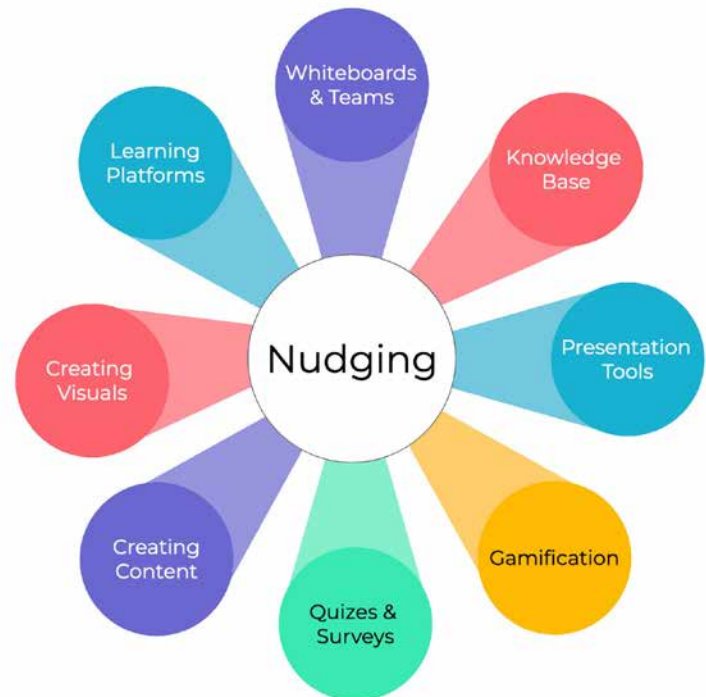 Whiteboards
& Teams
Knowledge
Base
Presentation
Tools
Gamification
Quizes &
Surveys
Creating
Content
Creating
Visuals
Learning
Platforms
Nudging